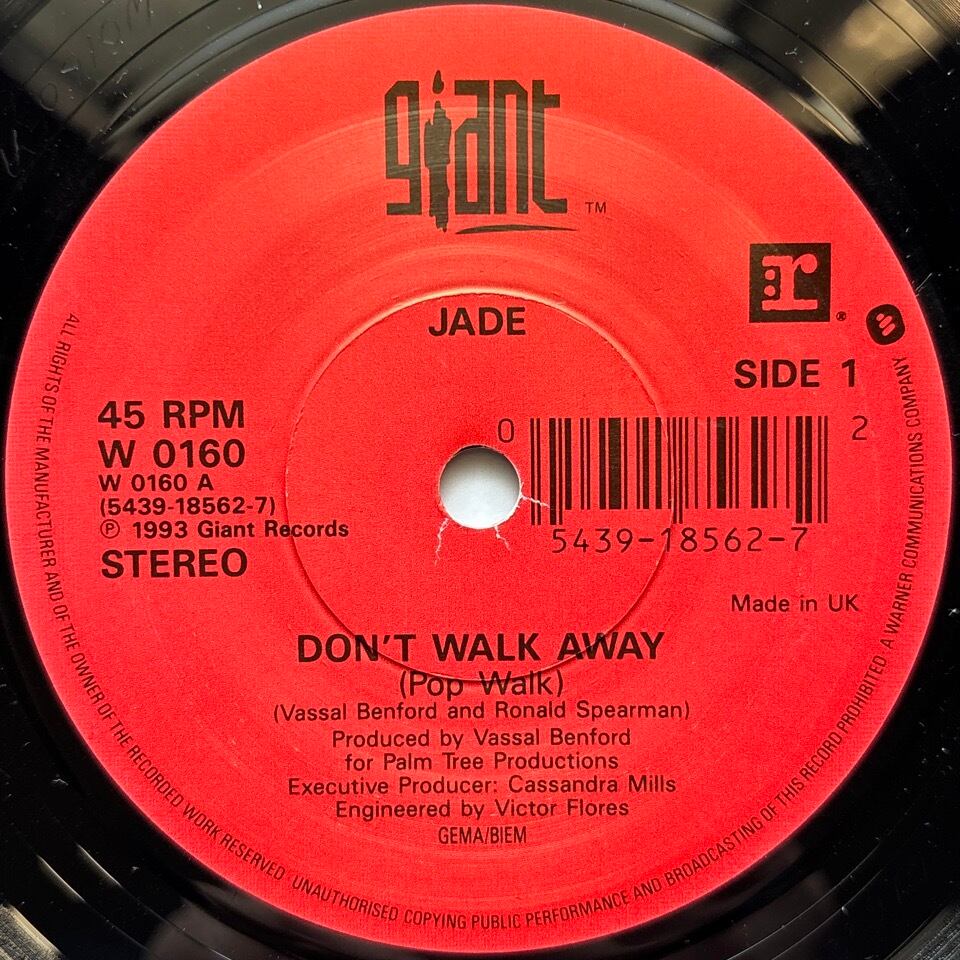 giant ™
r ®
JADE
SIDE 1
45 RPM
W 0160
W 0160 A
(5439-18562-7)
℗ 1993 Giant Records
STEREO
0 2
5439-18562-7
Made in UK
DON'T WALK AWAY
(Pop Walk)
(Vassal Benford and Ronald Spearman)
Produced by Vassal Benford
for Palm Tree Productions
Executive Producer: Cassandra Mills
Engineered by Victor Flores
GEMA/BIEM
ALL RIGHTS OF THE MANUFACTURER AND OF THE OWNER OF THE RECORDED WORK RESERVED · UNAUTHORISED COPYING PUBLIC PERFORMANCE AND BROADCASTING OF THIS RECORD PROHIBITED · A WARNER COMMUNICATIONS COMPANY